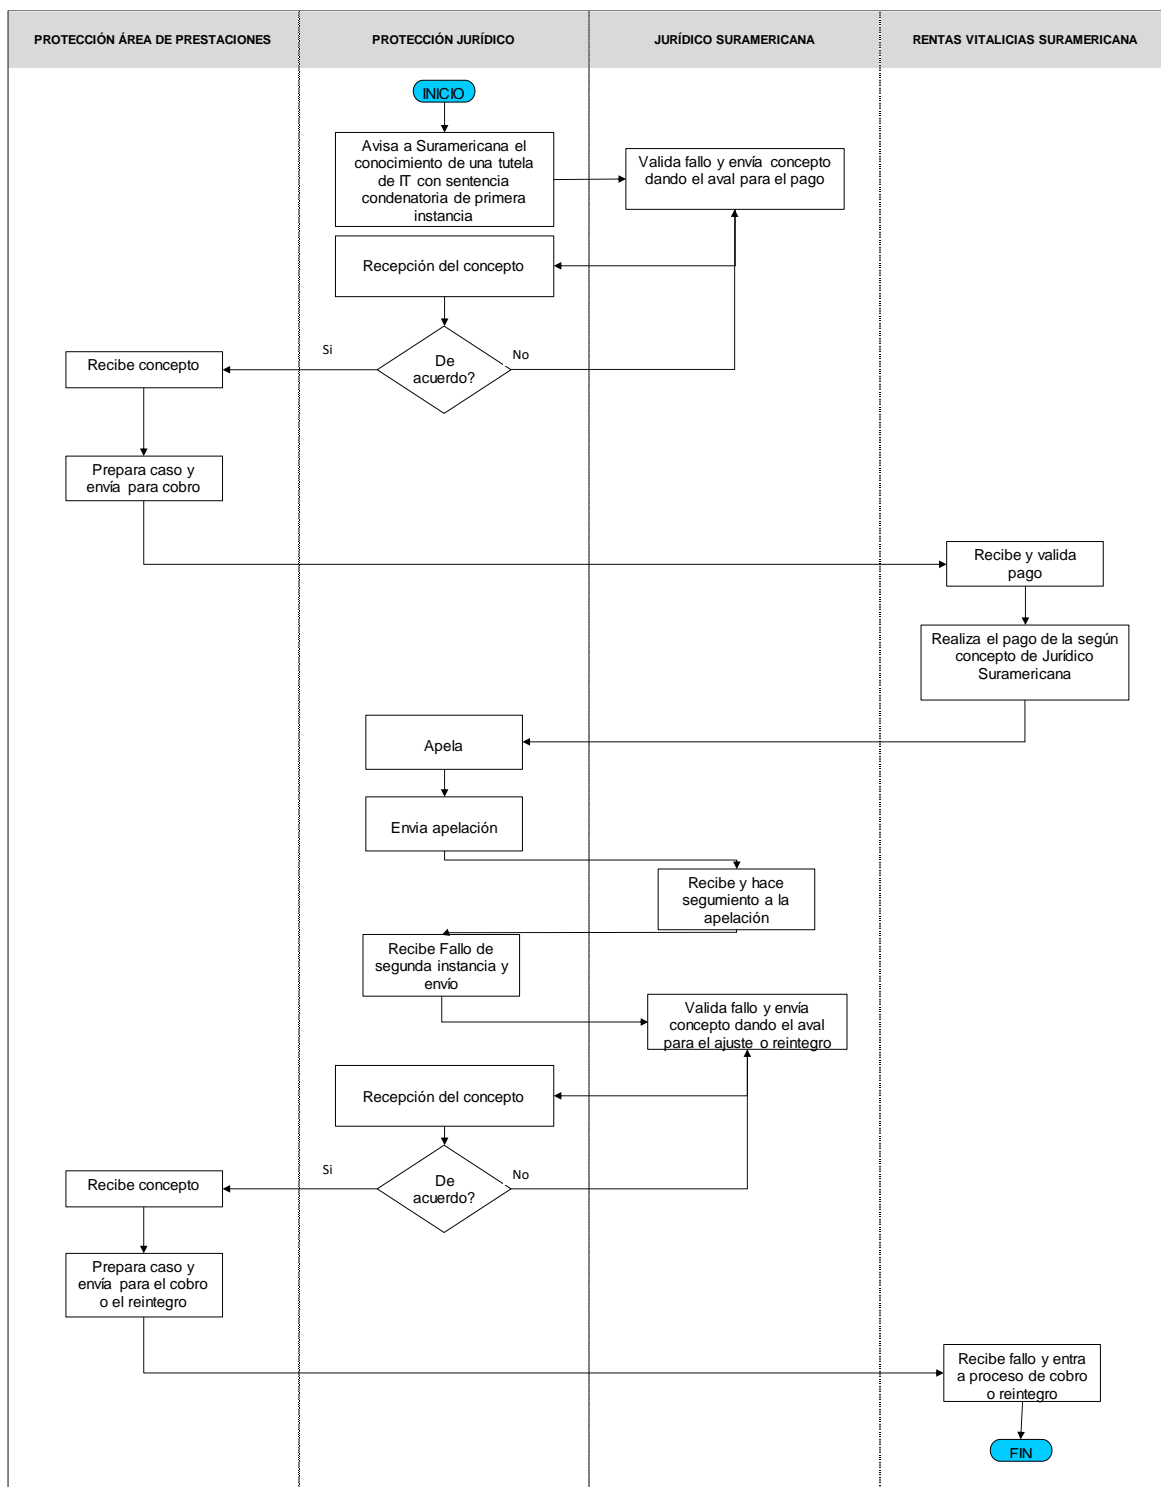 PROTECCIÓN ÁREA DE PRESTACIONES
PROTECCIÓN JURÍDICO
JURÍDICO SURAMERICANA
RENTAS VITALICIAS SURAMERICANA
INICIO
Avisa a Suramericana el
conocimiento de una tutela
de IT con sentencia
condenatoria de primera
instancia
Valida fallo y envía concepto
dando el aval para el pago
Recepción del concepto
Si
De
acuerdo?
No
Recibe concepto
Prepara caso y
envía para cobro
Recibe y valida
pago
Realiza el pago de la según
concepto de Jurídico
Suramericana
Apela
Envia apelación
Recibe y hace
segumiento a la
apelación
Recibe Fallo de
segunda instancia y
envío
Valida fallo y envía
concepto dando el aval
para el ajuste o reintegro
Recepción del concepto
Si
De
acuerdo?
No
Recibe concepto
Prepara caso y
envía para el cobro
o el reintegro
Recibe fallo y entra
a proceso de cobro
o reintegro
FIN